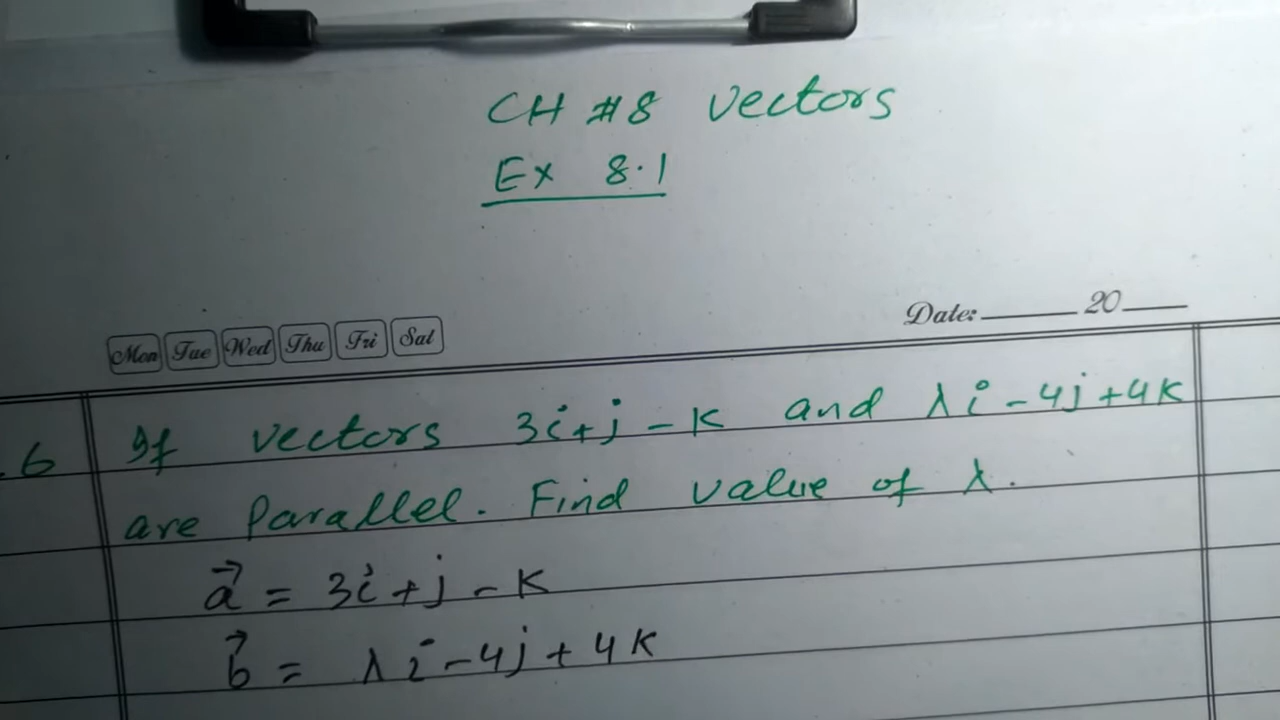 CH #8 vectors
Ex 8.1
Mon Tue Wed Thu Fri Sat
Date: 20
.6 If vectors 3i+j-k and λi-4j+4k
are Parallel. Find value of λ.
a⃗ = 3i+j-k
b⃗ = λi-4j+4k